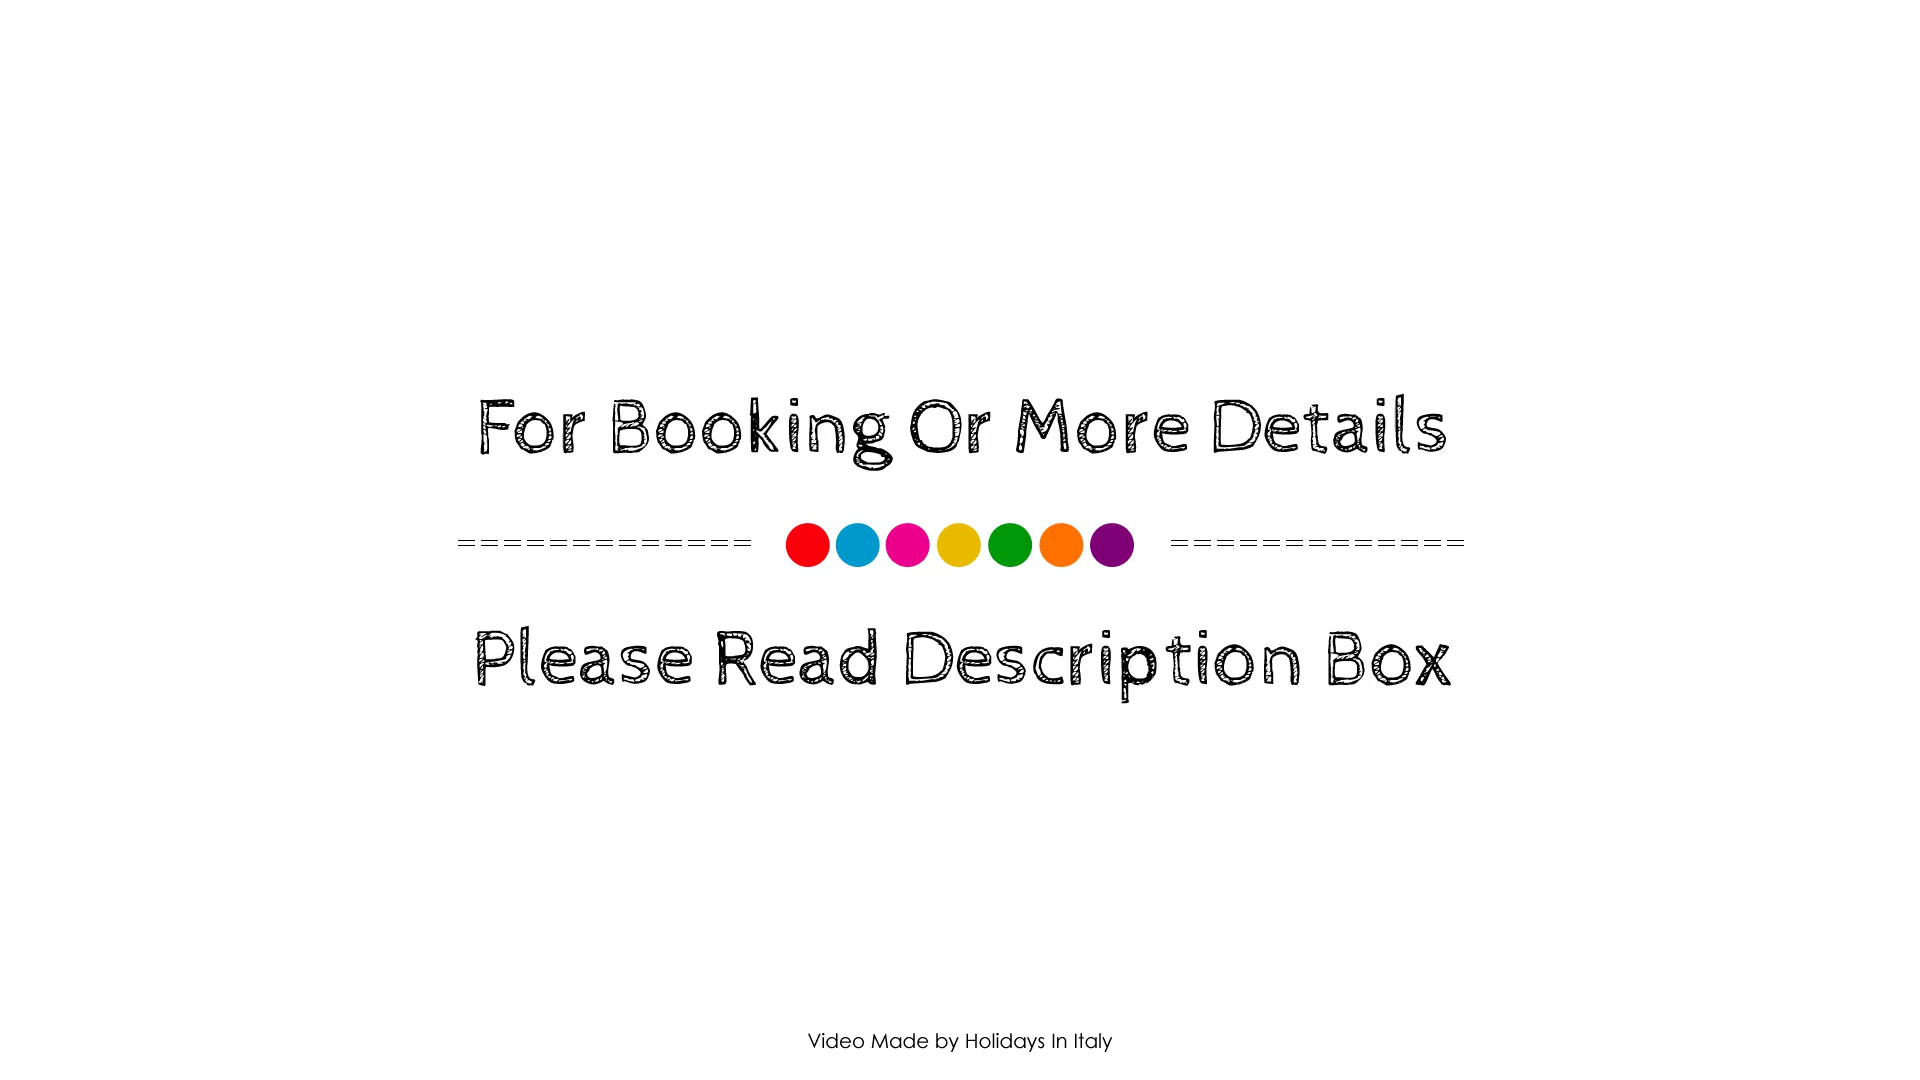 For Booking Or More Details
============= =============
Please Read Description Box
Video Made by Holidays In Italy